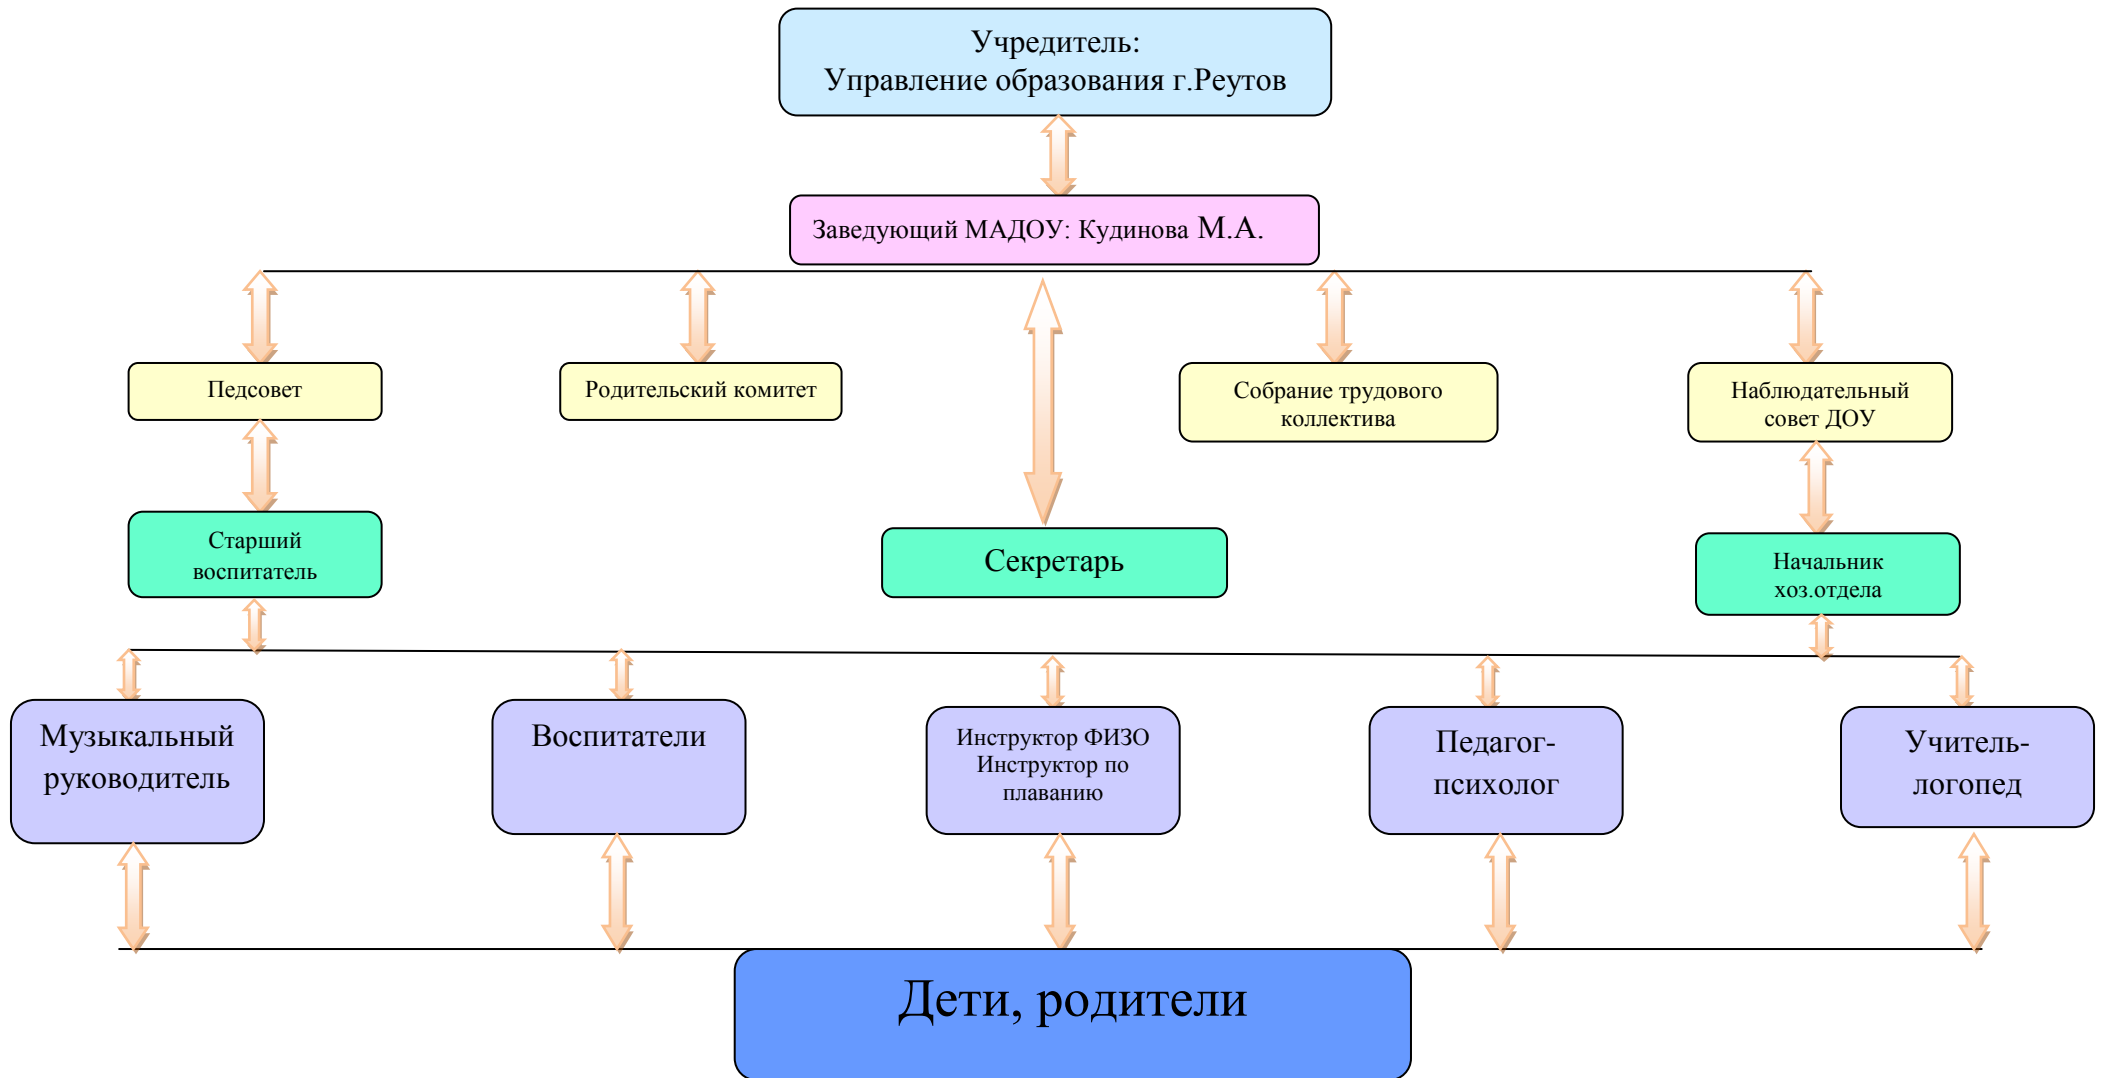 Учредитель:
Управление образования г.Реутов
Заведующий МАДОУ: Кудинова М.А.
Педсовет
Родительский комитет
Собрание трудового
коллектива
Наблюдательный
совет ДОУ
Старший
воспитатель
Секретарь
Начальник
хоз.отдела
Музыкальный
руководитель
Воспитатели
Инструктор ФИЗО
Инструктор по
плаванию
Педагог-
психолог
Учитель-
логопед
Дети, родители